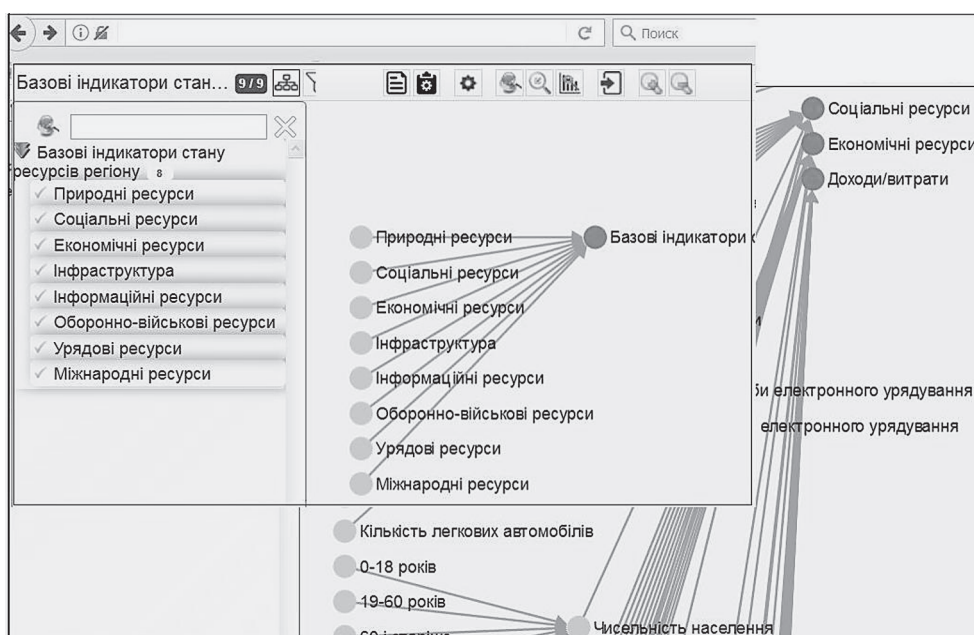 Поиск
Базові індикатори стан... 9/9
Базові індикатори стану
ресурсів регіону 8
Природні ресурси
Соціальні ресурси
Економічні ресурси
Інфраструктура
Інформаційні ресурси
Оборонно-військові ресурси
Урядові ресурси
Міжнародні ресурси
Природні ресурси
Соціальні ресурси
Економічні ресурси
Інфраструктура
Інформаційні ресурси
Оборонно-військові ресурси
Урядові ресурси
Міжнародні ресурси
Базові індикатори
Соціальні ресурси
Економічні ресурси
Доходи/витрати
електронного урядування
електронного урядування
Кількість легкових автомобілів
0-18 років
19-60 років
Чисельність населення